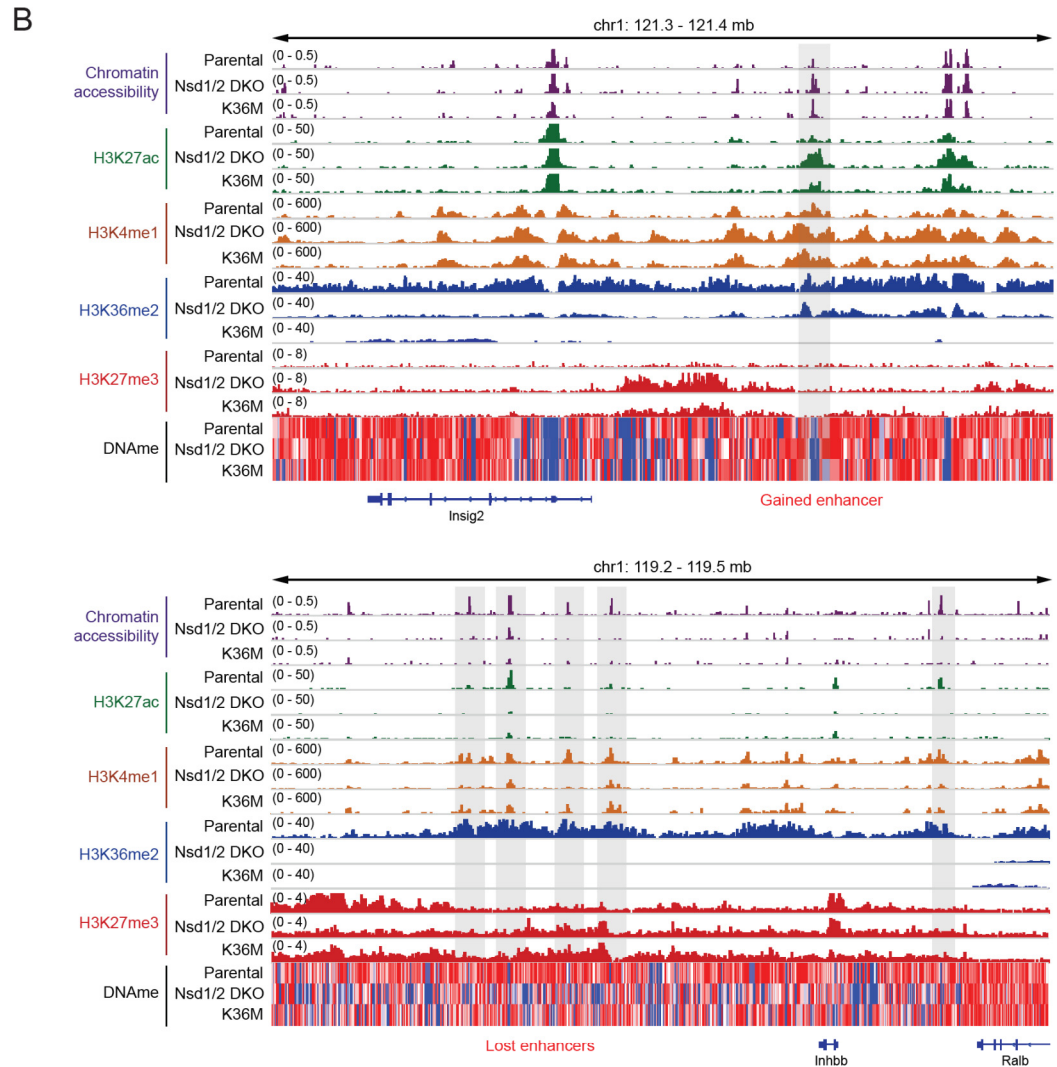 B
chr1: 121.3 - 121.4 mb
Chromatin accessibility
Parental (0 - 0.5)
Nsd1/2 DKO (0 - 0.5)
K36M (0 - 0.5)
H3K27ac
Parental (0 - 50)
Nsd1/2 DKO (0 - 50)
K36M (0 - 50)
H3K4me1
Parental (0 - 600)
Nsd1/2 DKO (0 - 600)
K36M (0 - 600)
H3K36me2
Parental (0 - 40)
Nsd1/2 DKO (0 - 40)
K36M (0 - 40)
H3K27me3
Parental (0 - 8)
Nsd1/2 DKO (0 - 8)
K36M (0 - 8)
DNAme
Parental
Nsd1/2 DKO
K36M
Insig2
Gained enhancer
chr1: 119.2 - 119.5 mb
Chromatin accessibility
Parental (0 - 0.5)
Nsd1/2 DKO (0 - 0.5)
K36M (0 - 0.5)
H3K27ac
Parental (0 - 50)
Nsd1/2 DKO (0 - 50)
K36M (0 - 50)
H3K4me1
Parental (0 - 600)
Nsd1/2 DKO (0 - 600)
K36M (0 - 600)
H3K36me2
Parental (0 - 40)
Nsd1/2 DKO (0 - 40)
K36M (0 - 40)
H3K27me3
Parental (0 - 4)
Nsd1/2 DKO (0 - 4)
K36M (0 - 4)
DNAme
Parental
Nsd1/2 DKO
K36M
Lost enhancers
Inhbb
Ralb